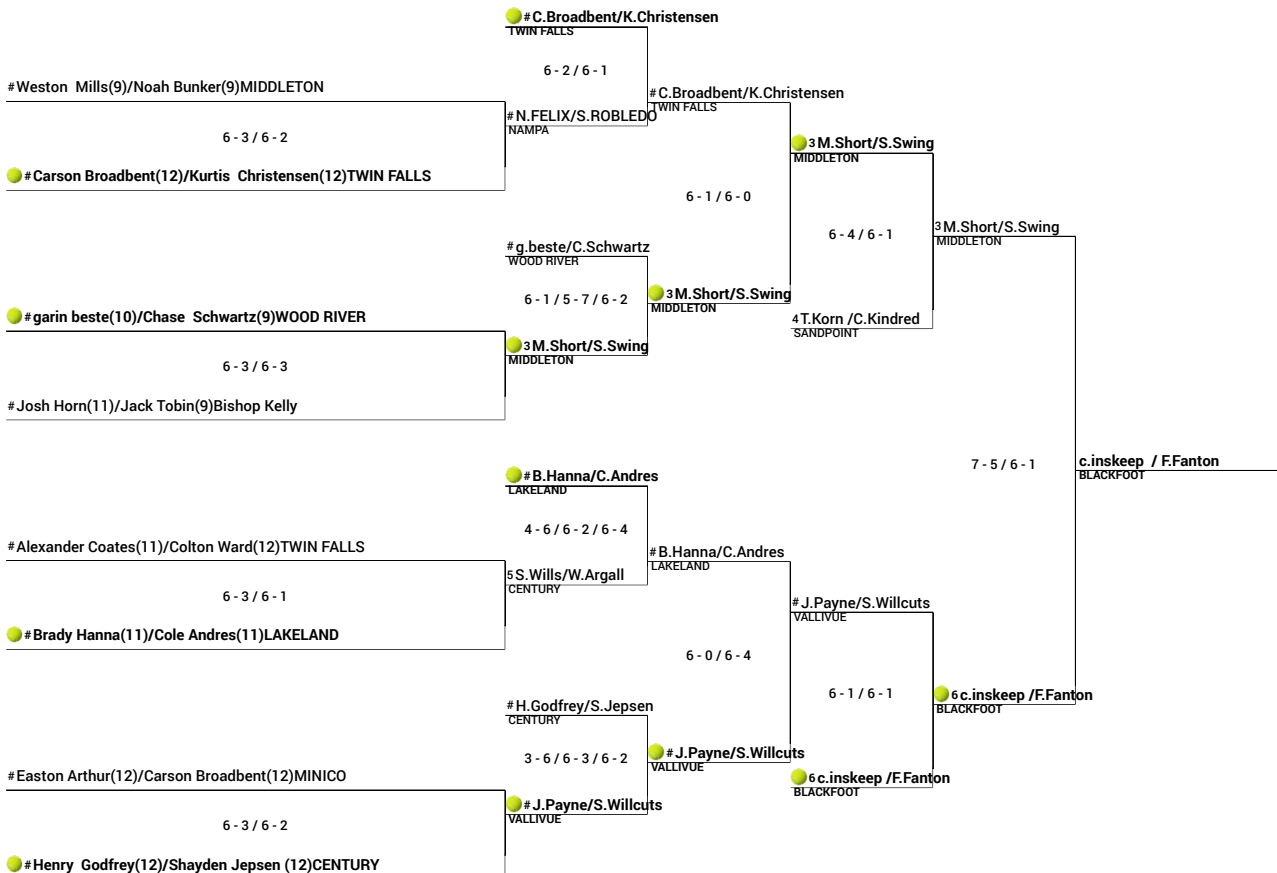 #Weston Mills(9)/Noah Bunker(9)MIDDLETON
6 - 3 / 6 - 2
#Carson Broadbent(12)/Kurtis Christensen(12)TWIN FALLS
#garin beste(10)/Chase Schwartz(9)WOOD RIVER
6 - 3 / 6 - 3
#Josh Horn(11)/Jack Tobin(9)Bishop Kelly
#Alexander Coates(11)/Colton Ward(12)TWIN FALLS
6 - 3 / 6 - 1
#Brady Hanna(11)/Cole Andres(11)LAKELAND
#Easton Arthur(12)/Carson Broadbent(12)MINICO
6 - 3 / 6 - 2
#Henry Godfrey(12)/Shayden Jepsen (12)CENTURY
#C.Broadbent/K.Christensen
TWIN FALLS
6 - 2 / 6 - 1
#N.FELIX/S.ROBLEDO
NAMPA
#g.beste/C.Schwartz
WOOD RIVER
6 - 1 / 5 - 7 / 6 - 2
3M.Short/S.Swing
MIDDLETON
#B.Hanna/C.Andres
LAKELAND
4 - 6 / 6 - 2 / 6 - 4
5S.Wills/W.Argall
CENTURY
#H.Godfrey/S.Jepsen
CENTURY
3 - 6 / 6 - 3 / 6 - 2
#J.Payne/S.Willcuts
VALLIVUE
#C.Broadbent/K.Christensen
TWIN FALLS
6 - 1 / 6 - 0
3M.Short/S.Swing
MIDDLETON
#B.Hanna/C.Andres
LAKELAND
6 - 0 / 6 - 4
#J.Payne/S.Willcuts
VALLIVUE
3M.Short/S.Swing
MIDDLETON
6 - 4 / 6 - 1
4T.Korn /C.Kindred
SANDPOINT
#J.Payne/S.Willcuts
VALLIVUE
6 - 1 / 6 - 1
6c.inskeep /F.Fanton
BLACKFOOT
3M.Short/S.Swing
MIDDLETON
7 - 5 / 6 - 1
6c.inskeep /F.Fanton
BLACKFOOT
c.inskeep / F.Fanton
BLACKFOOT